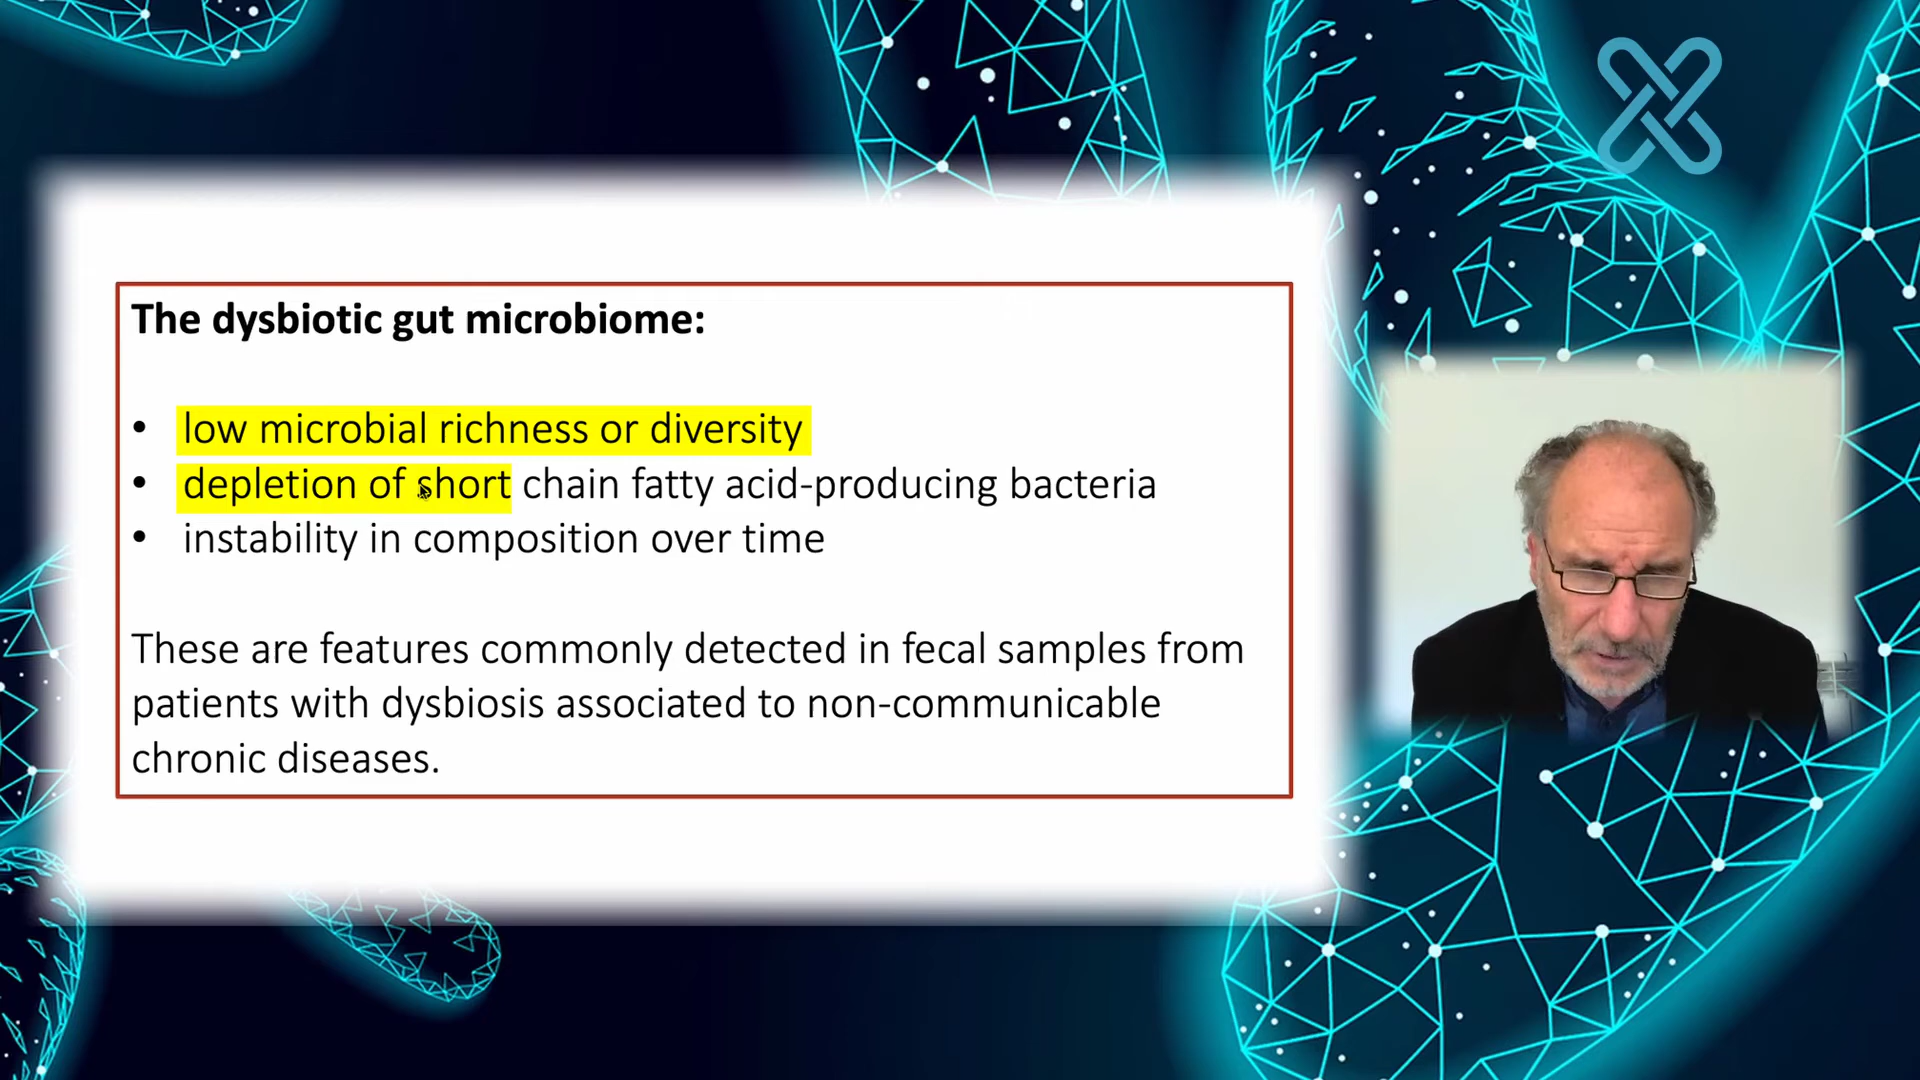 The dysbiotic gut microbiome:
• low microbial richness or diversity
• depletion of short chain fatty acid-producing bacteria
• instability in composition over time
These are features commonly detected in fecal samples from
patients with dysbiosis associated to non-communicable
chronic diseases.